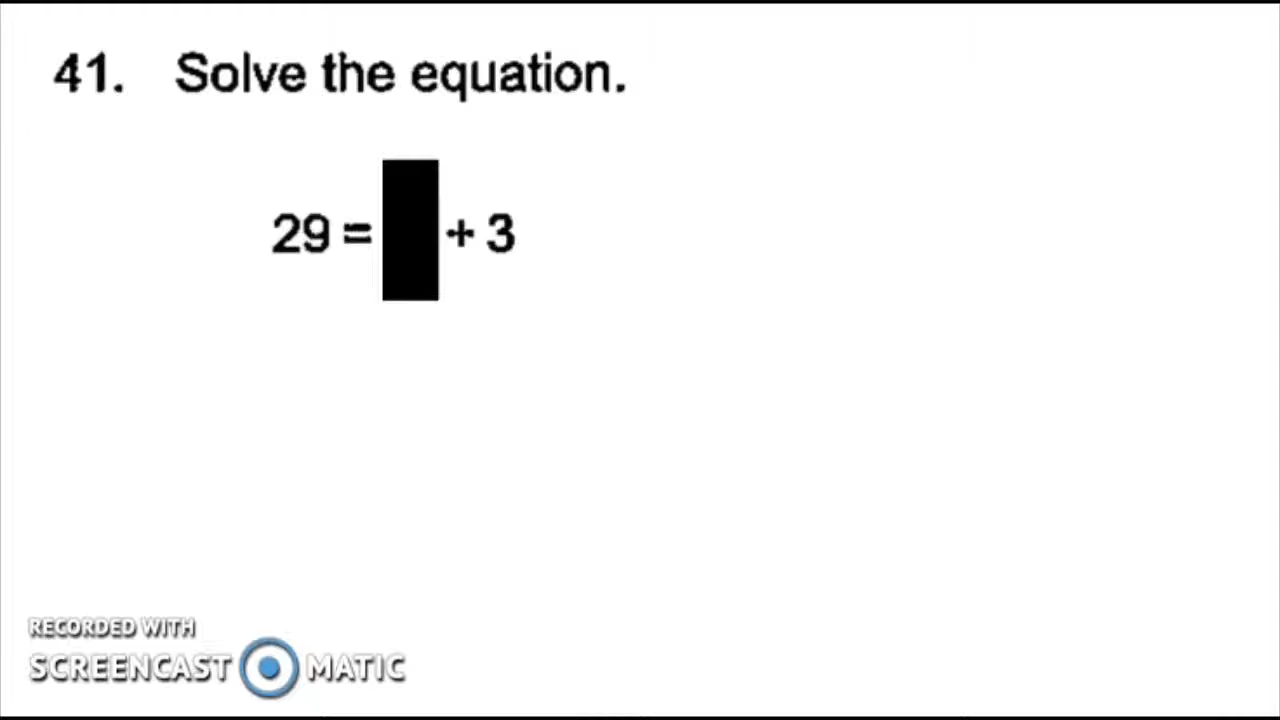 41. Solve the equation.
29 = + 3
RECORDED WITH
SCREENCAST MATIC